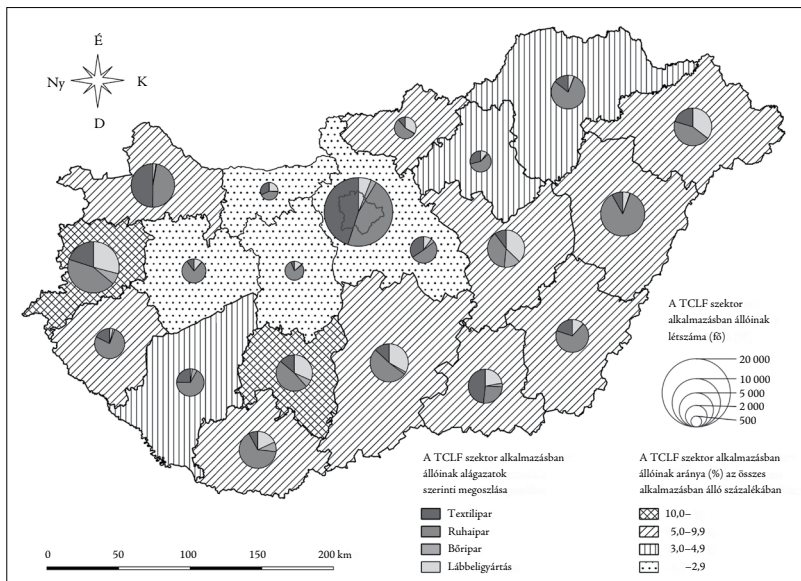 É
Ny
K
D
A TCLF szektor
alkalmazásban állóinak
létszáma (fő)
20 000
10 000
5 000
2 000
500
A TCLF szektor alkalmazásban
állóinak alágazatok
szerinti megoszlása
Textilipar
Ruhaipar
Bőripar
Lábbeligyártás
A TCLF szektor alkalmazásban
állóinak aránya (%) az összes
alkalmazásban álló százalékában
10,0–
5,0–9,9
3,0–4,9
–2,9
0 50 100 150 200 km